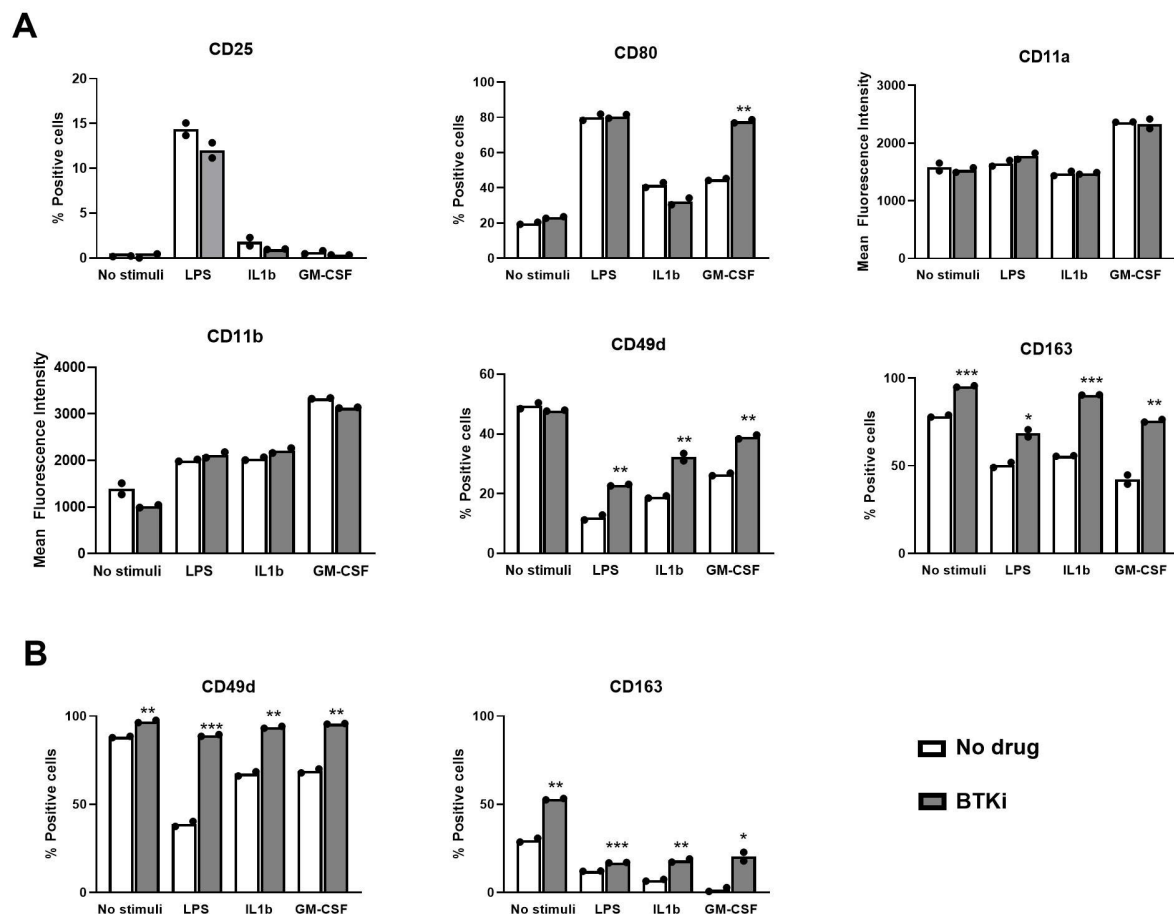 A
CD25
% Positive cells
20
15
10
5
0
No stimuli LPS IL1b GM-CSF
CD80
% Positive cells
100
80
60
40
20
0
**
No stimuli LPS IL1b GM-CSF
CD11a
Mean Fluorescence Intensity
3000
2000
1000
0
No stimuli LPS IL1b GM-CSF
CD11b
Mean Fluorescence Intensity
4000
3000
2000
1000
0
No stimuli LPS IL1b GM-CSF
CD49d
% Positive cells
60
40
20
0
** ** **
No stimuli LPS IL1b GM-CSF
CD163
% Positive cells
100
50
0
*** * *** **
No stimuli LPS IL1b GM-CSF
B
CD49d
% Positive cells
100
50
0
** *** ** **
No stimuli LPS IL1b GM-CSF
CD163
% Positive cells
100
50
0
** *** ** *
No stimuli LPS IL1b GM-CSF
No drug
BTKi